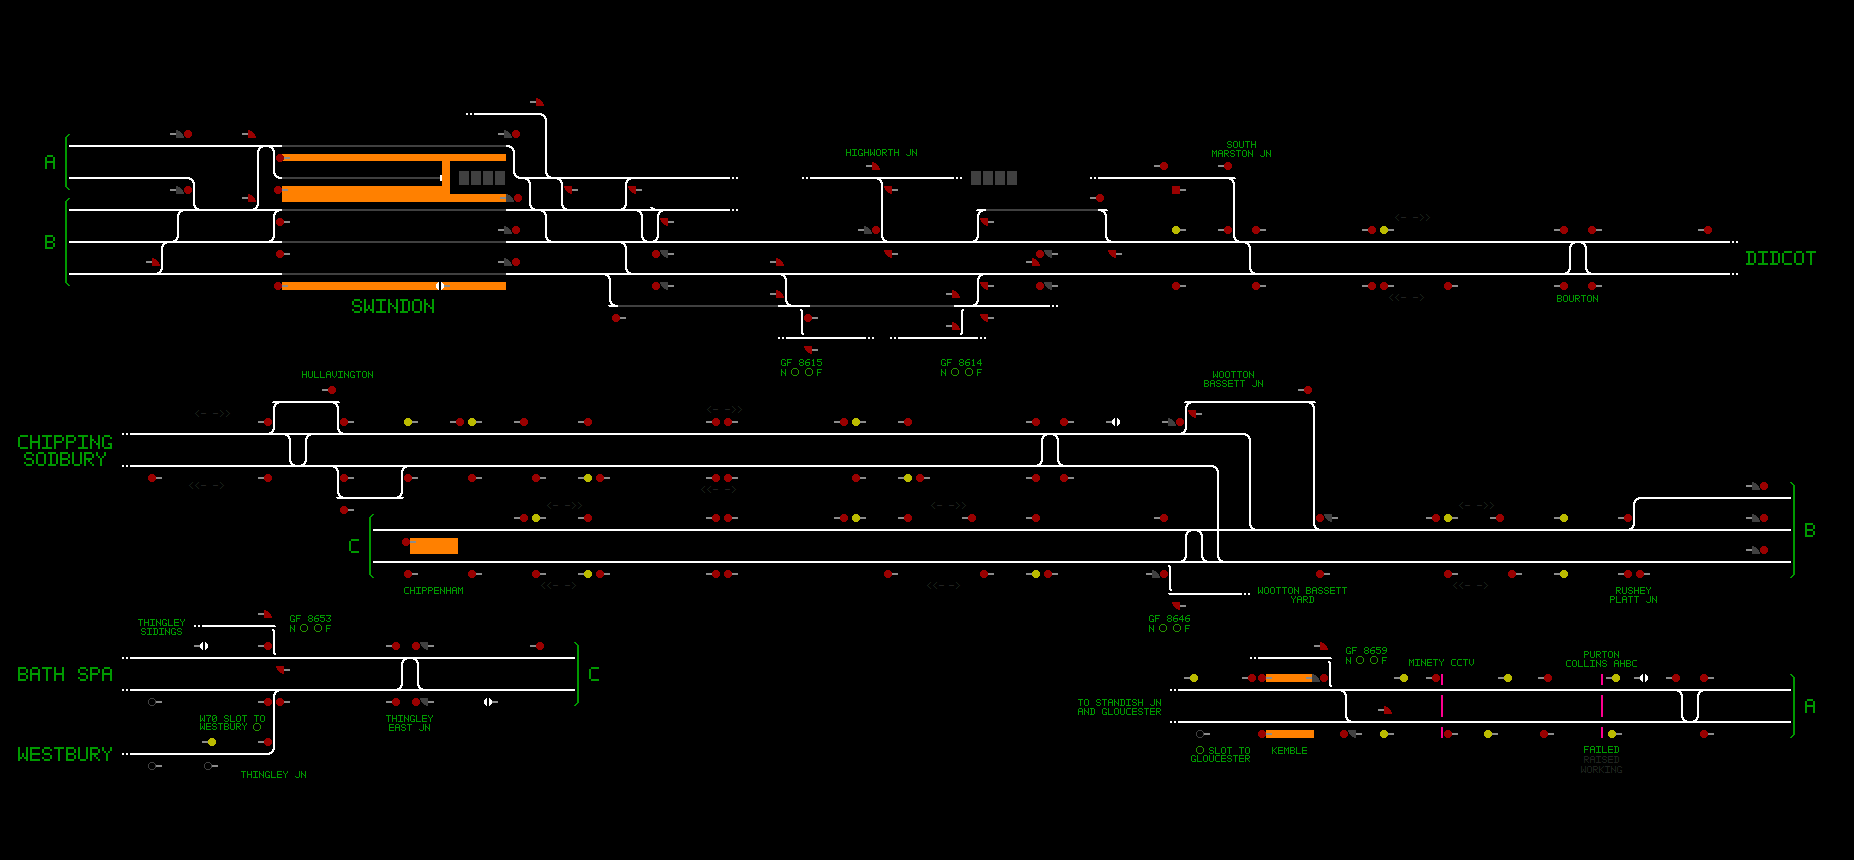 A
B
SWINDON
HIGHWORTH JN
SOUTH
MARSTON JN
DIDCOT
BOURTON
GF 8615
N F
GF 8614
N F
HULLAVINGTON
WOOTTON
BASSETT JN
CHIPPING
SODBURY
C
CHIPPENHAM
B
WOOTTON BASSETT
YARD
RUSHEY
PLATT JN
GF 8646
N F
THINGLEY
SIDINGS
GF 8653
N F
BATH SPA
C
W70 SLOT TO
WESTBURY
THINGLEY
EAST JN
WESTBURY
THINGLEY JN
GF 8659
N F
MINETY CCTV
PURTON
COLLINS AHBC
TO STANDISH JN
AND GLOUCESTER
A
SLOT TO
GLOUCESTER
KEMBLE
FAILED
RAISED
WORKING